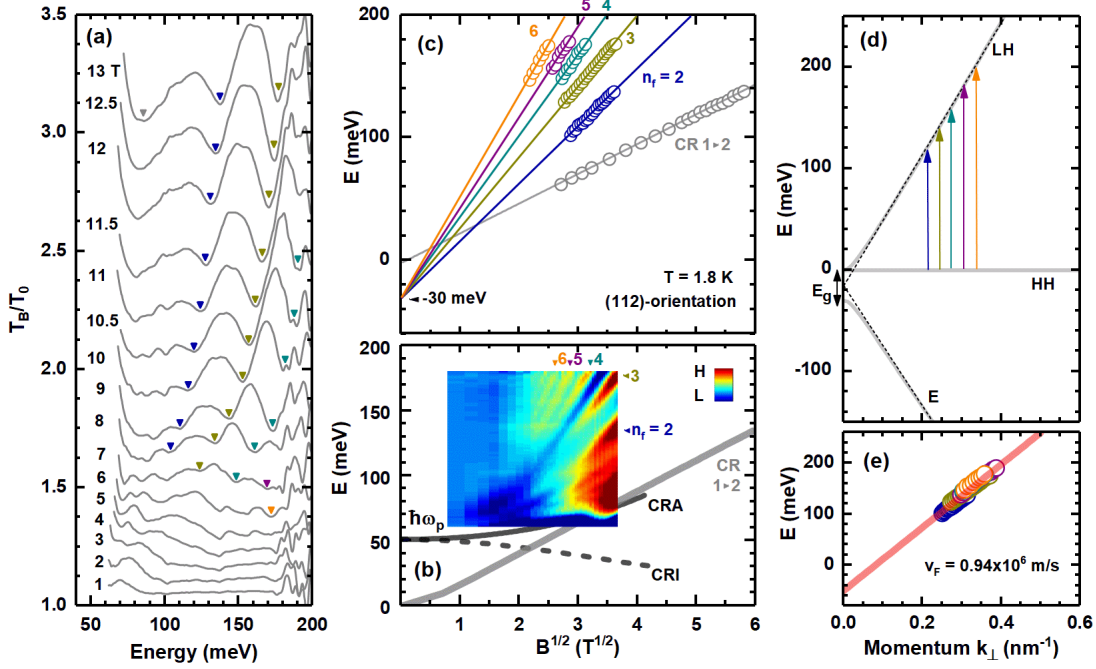 (a)
3.5
3.0
2.5
2.0
1.5
1.0
T_B/T_0
13 T
12.5
12
11.5
11
10.5
10
9
8
7
6
5
4
3
2
1
50
100
150
200
Energy (meV)
(c)
200
100
0
E (meV)
6
5
4
3
n_f = 2
CR 1▸2
-30 meV
T = 1.8 K
(112)-orientation
(b)
200
150
100
50
0
E (meV)
6
5
4
3
n_f = 2
H
L
ħω_p
CR
1▸2
CRA
CRI
1
2
3
4
5
6
B^1/2 (T^1/2)
(d)
200
100
0
-100
E (meV)
LH
HH
E_g
E
(e)
200
100
0
E (meV)
v_F = 0.94x10^6 m/s
0.0
0.2
0.4
0.6
Momentum k_⊥ (nm^-1)